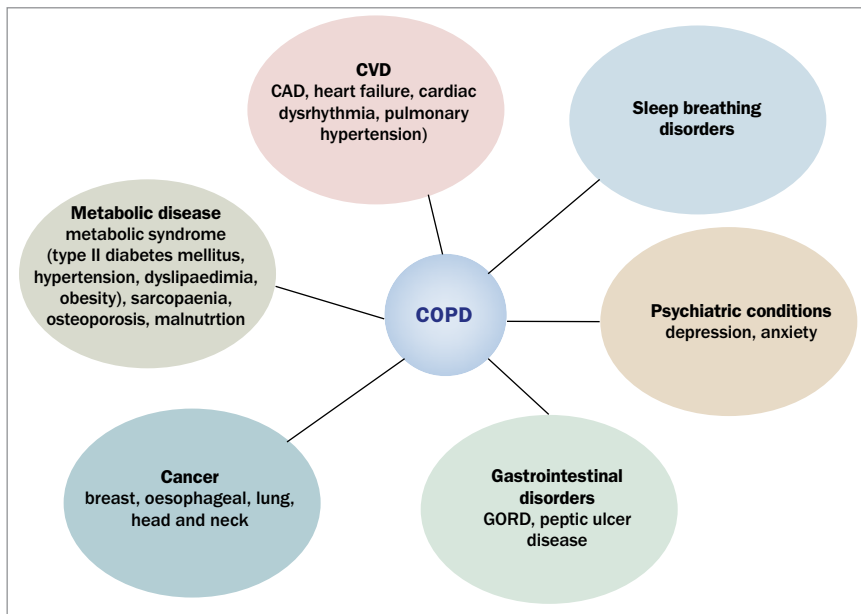 CVD
CAD, heart failure, cardiac
dysrhythmia, pulmonary
hypertension)
Sleep breathing
disorders
Metabolic disease
metabolic syndrome
(type II diabetes mellitus,
hypertension, dyslipaedimia,
obesity), sarcopaenia,
osteoporosis, malnutrtion
COPD
Psychiatric conditions
depression, anxiety
Cancer
breast, oesophageal, lung,
head and neck
Gastrointestinal
disorders
GORD, peptic ulcer
disease